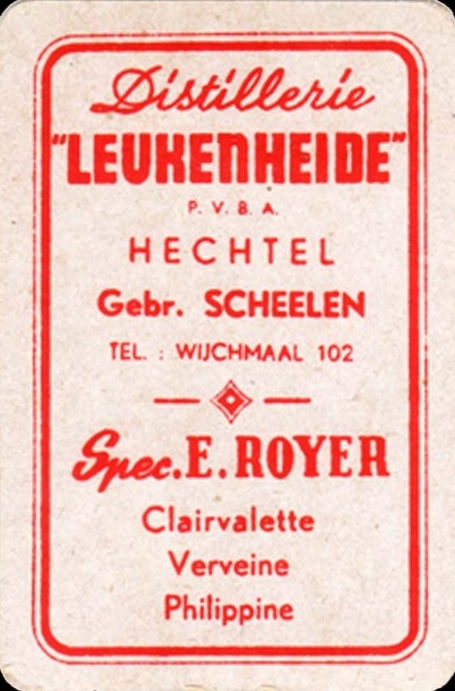 Distillerie
"LEUKENHEIDE"
P. V. B. A.
HECHTEL
Gebr. SCHEELEN
TEL. : WIJCHMAAL 102
Spec. E. ROYER
Clairvalette
Verveine
Philippine